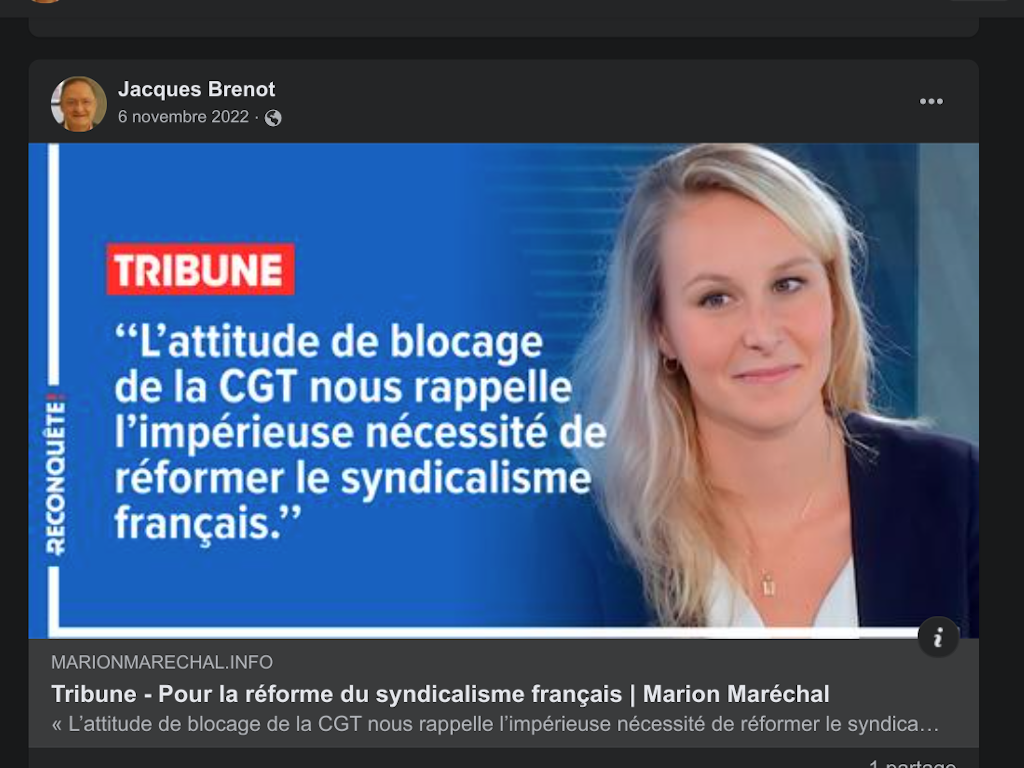 Jacques Brenot
6 novembre 2022 ·
TRIBUNE
“L’attitude de blocage
de la CGT nous rappelle
l’impérieuse nécessité de
réformer le syndicalisme
français.”
RECONQUÊTE!
MARIONMARECHAL.INFO
Tribune - Pour la réforme du syndicalisme français | Marion Maréchal
« L’attitude de blocage de la CGT nous rappelle l’impérieuse nécessité de réformer le syndica…
1 partage